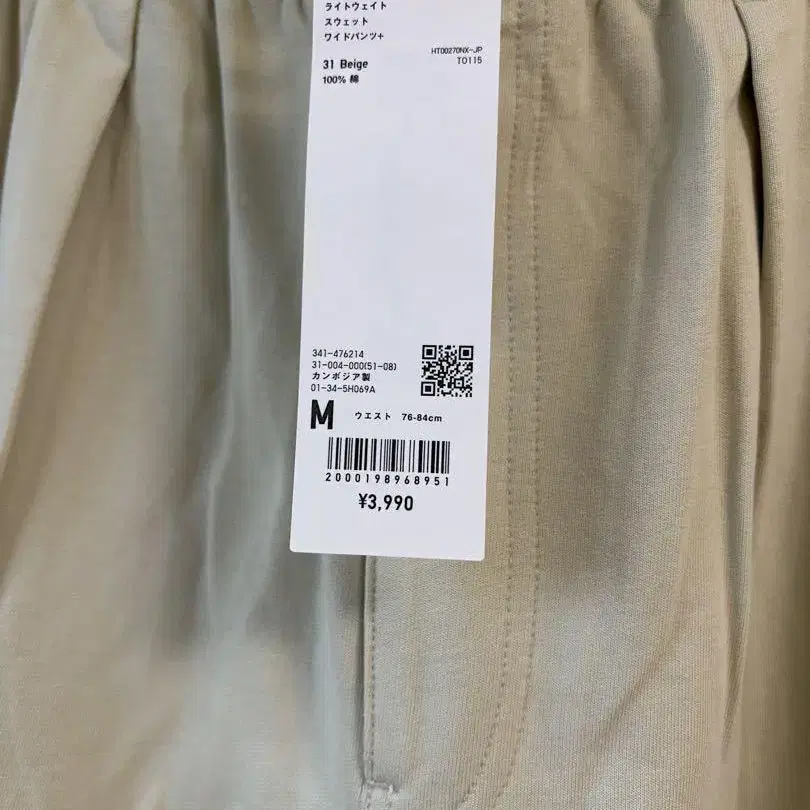 ライトウェイト
スウェット
ワイドパンツ+
HT00270NX-JP
31 Beige
TO115
100% 綿
341-476214
31-004-000(51-08)
カンボジア製
01-34-5H069A
M ウエスト 76-84cm
2000198968951
¥3,990